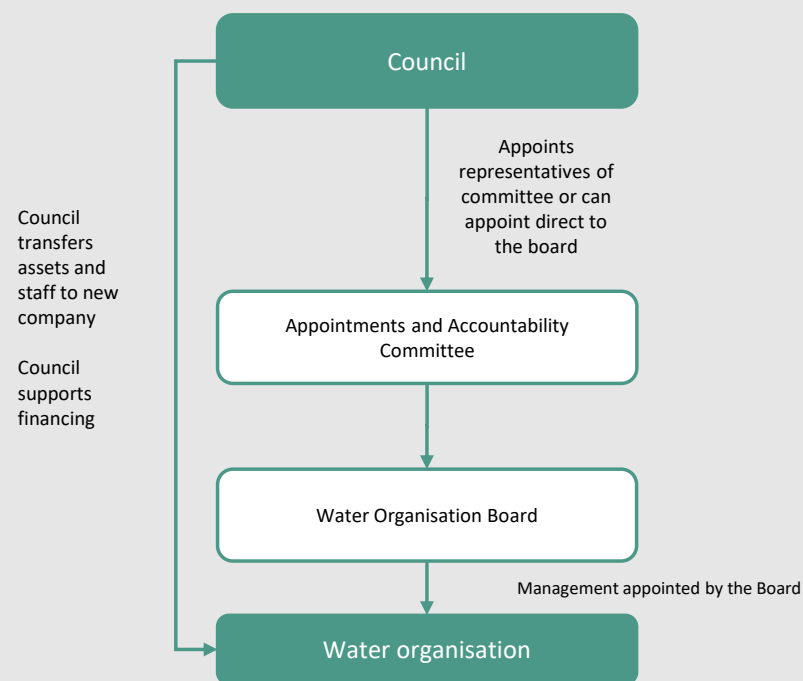 Council
Appoints
representatives of
committee or can
appoint direct to
the board
Council
transfers
assets and
staff to new
company
Council
supports
financing
Appointments and Accountability
Committee
Water Organisation Board
Management appointed by the Board
Water organisation